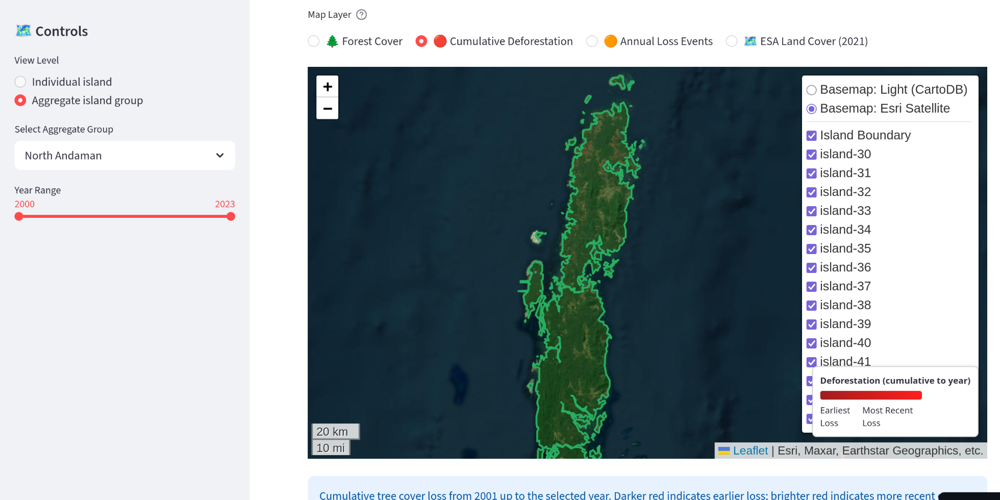 Controls
View Level
Individual island
Aggregate island group
Select Aggregate Group
North Andaman
Year Range
2000 2023
Map Layer ?
Forest Cover Cumulative Deforestation Annual Loss Events ESA Land Cover (2021)
+
−
Basemap: Light (CartoDB)
Basemap: Esri Satellite
Island Boundary
island-30
island-31
island-32
island-33
island-34
island-35
island-36
island-37
island-38
island-39
island-40
island-41
Deforestation (cumulative to year)
Earliest Most Recent
Loss Loss
20 km
10 mi
Leaflet | Esri, Maxar, Earthstar Geographics, etc.
Cumulative tree cover loss from 2001 up to the selected year. Darker red indicates earlier loss; brighter red indicates more recent